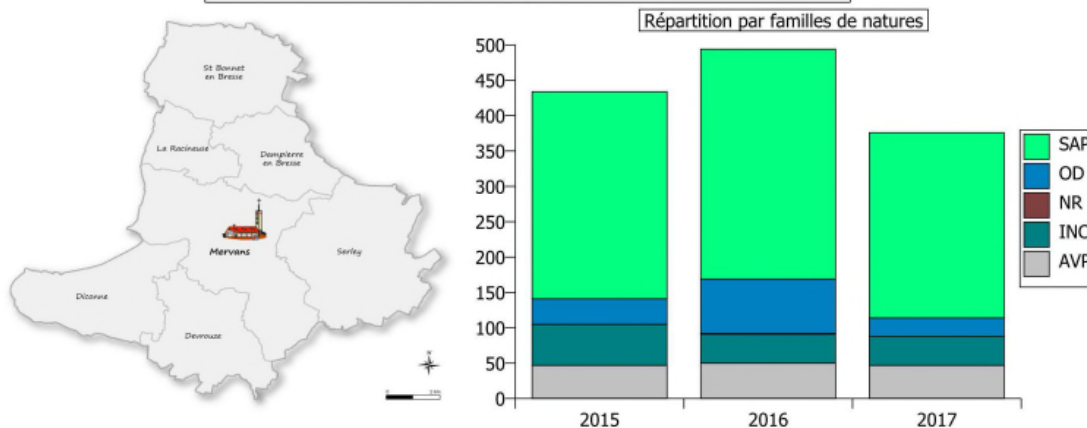 Répartition par familles de natures
St Bonnet
en Bresse
La Racineuse
Dampierre
en Bresse
Mervans
Serley
Diconne
Devrouze
500
450
400
350
300
250
200
150
100
50
0
2015
2016
2017
SAP
OD
NR
INC
AVP